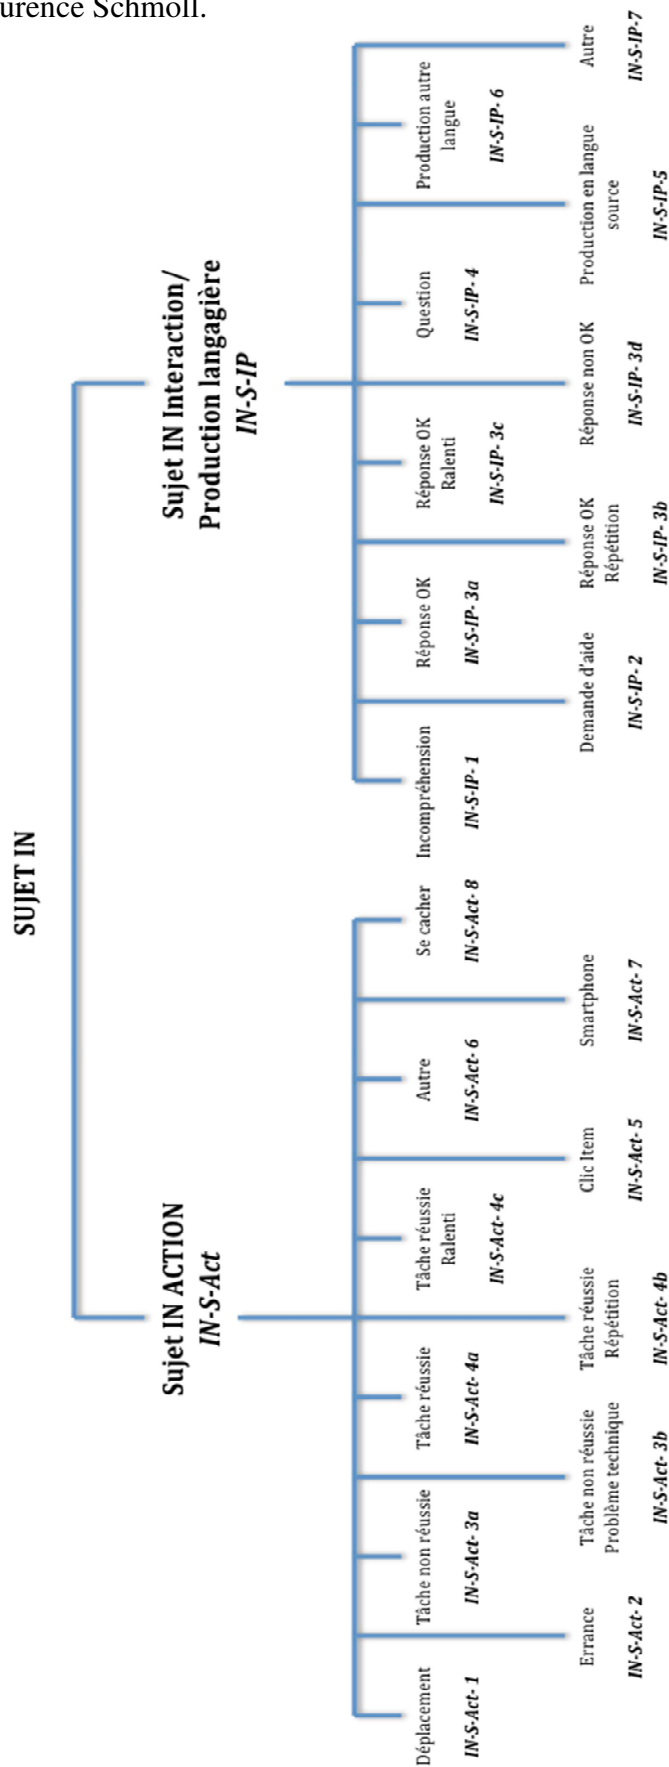 urence Schmoll.
SUJET IN
Sujet IN ACTION
IN-S-Act
Sujet IN Interaction/
Production langagière
IN-S-IP
Déplacement
IN-S-Act- 1
Errance
IN-S-Act- 2
Tâche non réussie
IN-S-Act- 3a
Tâche non réussie
Problème technique
IN-S-Act- 3b
Tâche réussie
IN-S-Act- 4a
Tâche réussie
Répétition
IN-S-Act- 4b
Tâche réussie
Ralenti
IN-S-Act- 4c
Clic Item
IN-S-Act- 5
Autre
IN-S-Act- 6
Smartphone
IN-S-Act- 7
Se cacher
IN-S-Act- 8
Incompréhension
IN-S-IP- 1
Demande d'aide
IN-S-IP- 2
Réponse OK
IN-S-IP- 3a
Réponse OK
Répétition
IN-S-IP- 3b
Réponse OK
Ralenti
IN-S-IP- 3c
Réponse non OK
IN-S-IP- 3d
Question
IN-S-IP- 4
Production en langue
source
IN-S-IP-5
Production autre
langue
IN-S-IP- 6
Autre
IN-S-IP-7